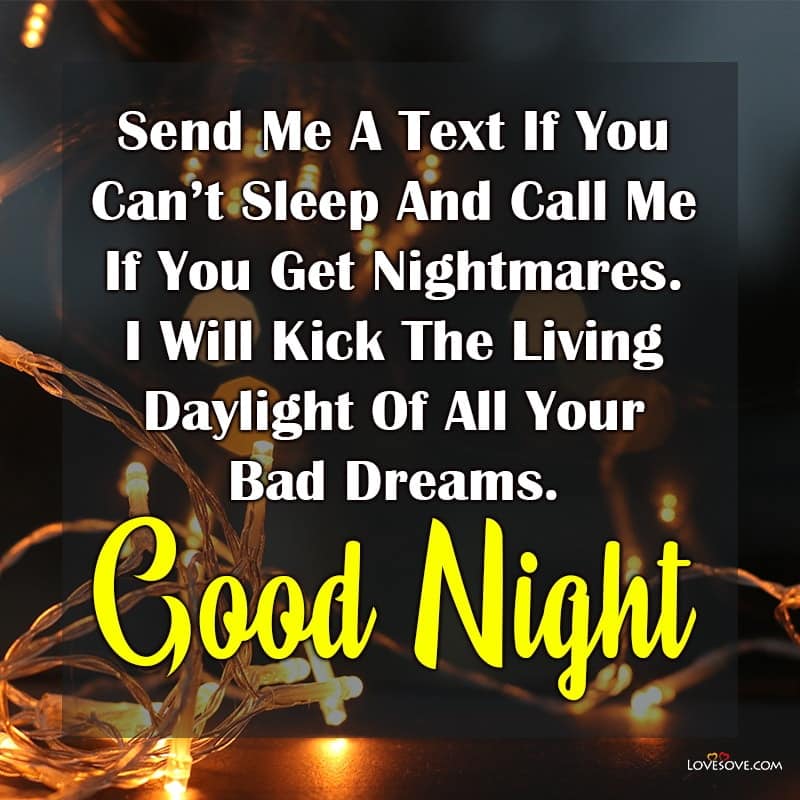 Send Me A Text If You
Can't Sleep And Call Me
If You Get Nightmares.
I Will Kick The Living
Daylight Of All Your
Bad Dreams.
Good Night
LOVESOVE.COM